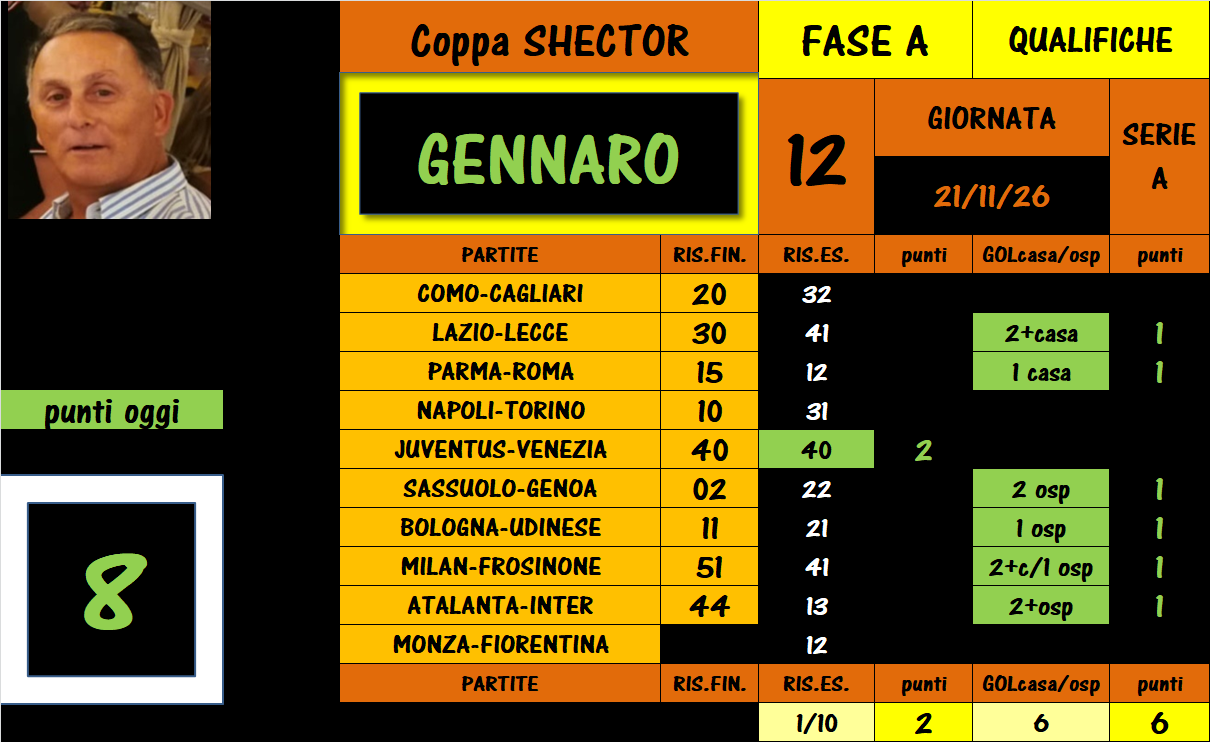 Coppa SHECTOR FASE A QUALIFICHE
GENNARO 12 GIORNATA SERIE A
21/11/26
PARTITE RIS.FIN. RIS.ES. punti GOLcasa/osp punti
COMO-CAGLIARI 20 32
LAZIO-LECCE 30 41 2+casa 1
PARMA-ROMA 15 12 1 casa 1
punti oggi
NAPOLI-TORINO 10 31
JUVENTUS-VENEZIA 40 40 2
SASSUOLO-GENOA 02 22 2 osp 1
BOLOGNA-UDINESE 11 21 1 osp 1
8
MILAN-FROSINONE 51 41 2+c/1 osp 1
ATALANTA-INTER 44 13 2+osp 1
MONZA-FIORENTINA 12
PARTITE RIS.FIN. RIS.ES. punti GOLcasa/osp punti
1/10 2 6 6